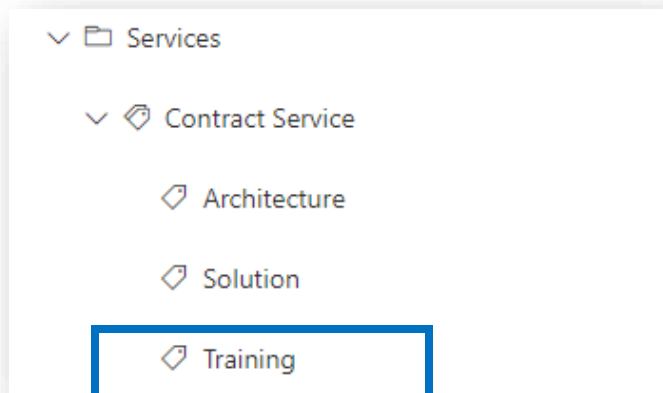 Services
Contract Service
Architecture
Solution
Training